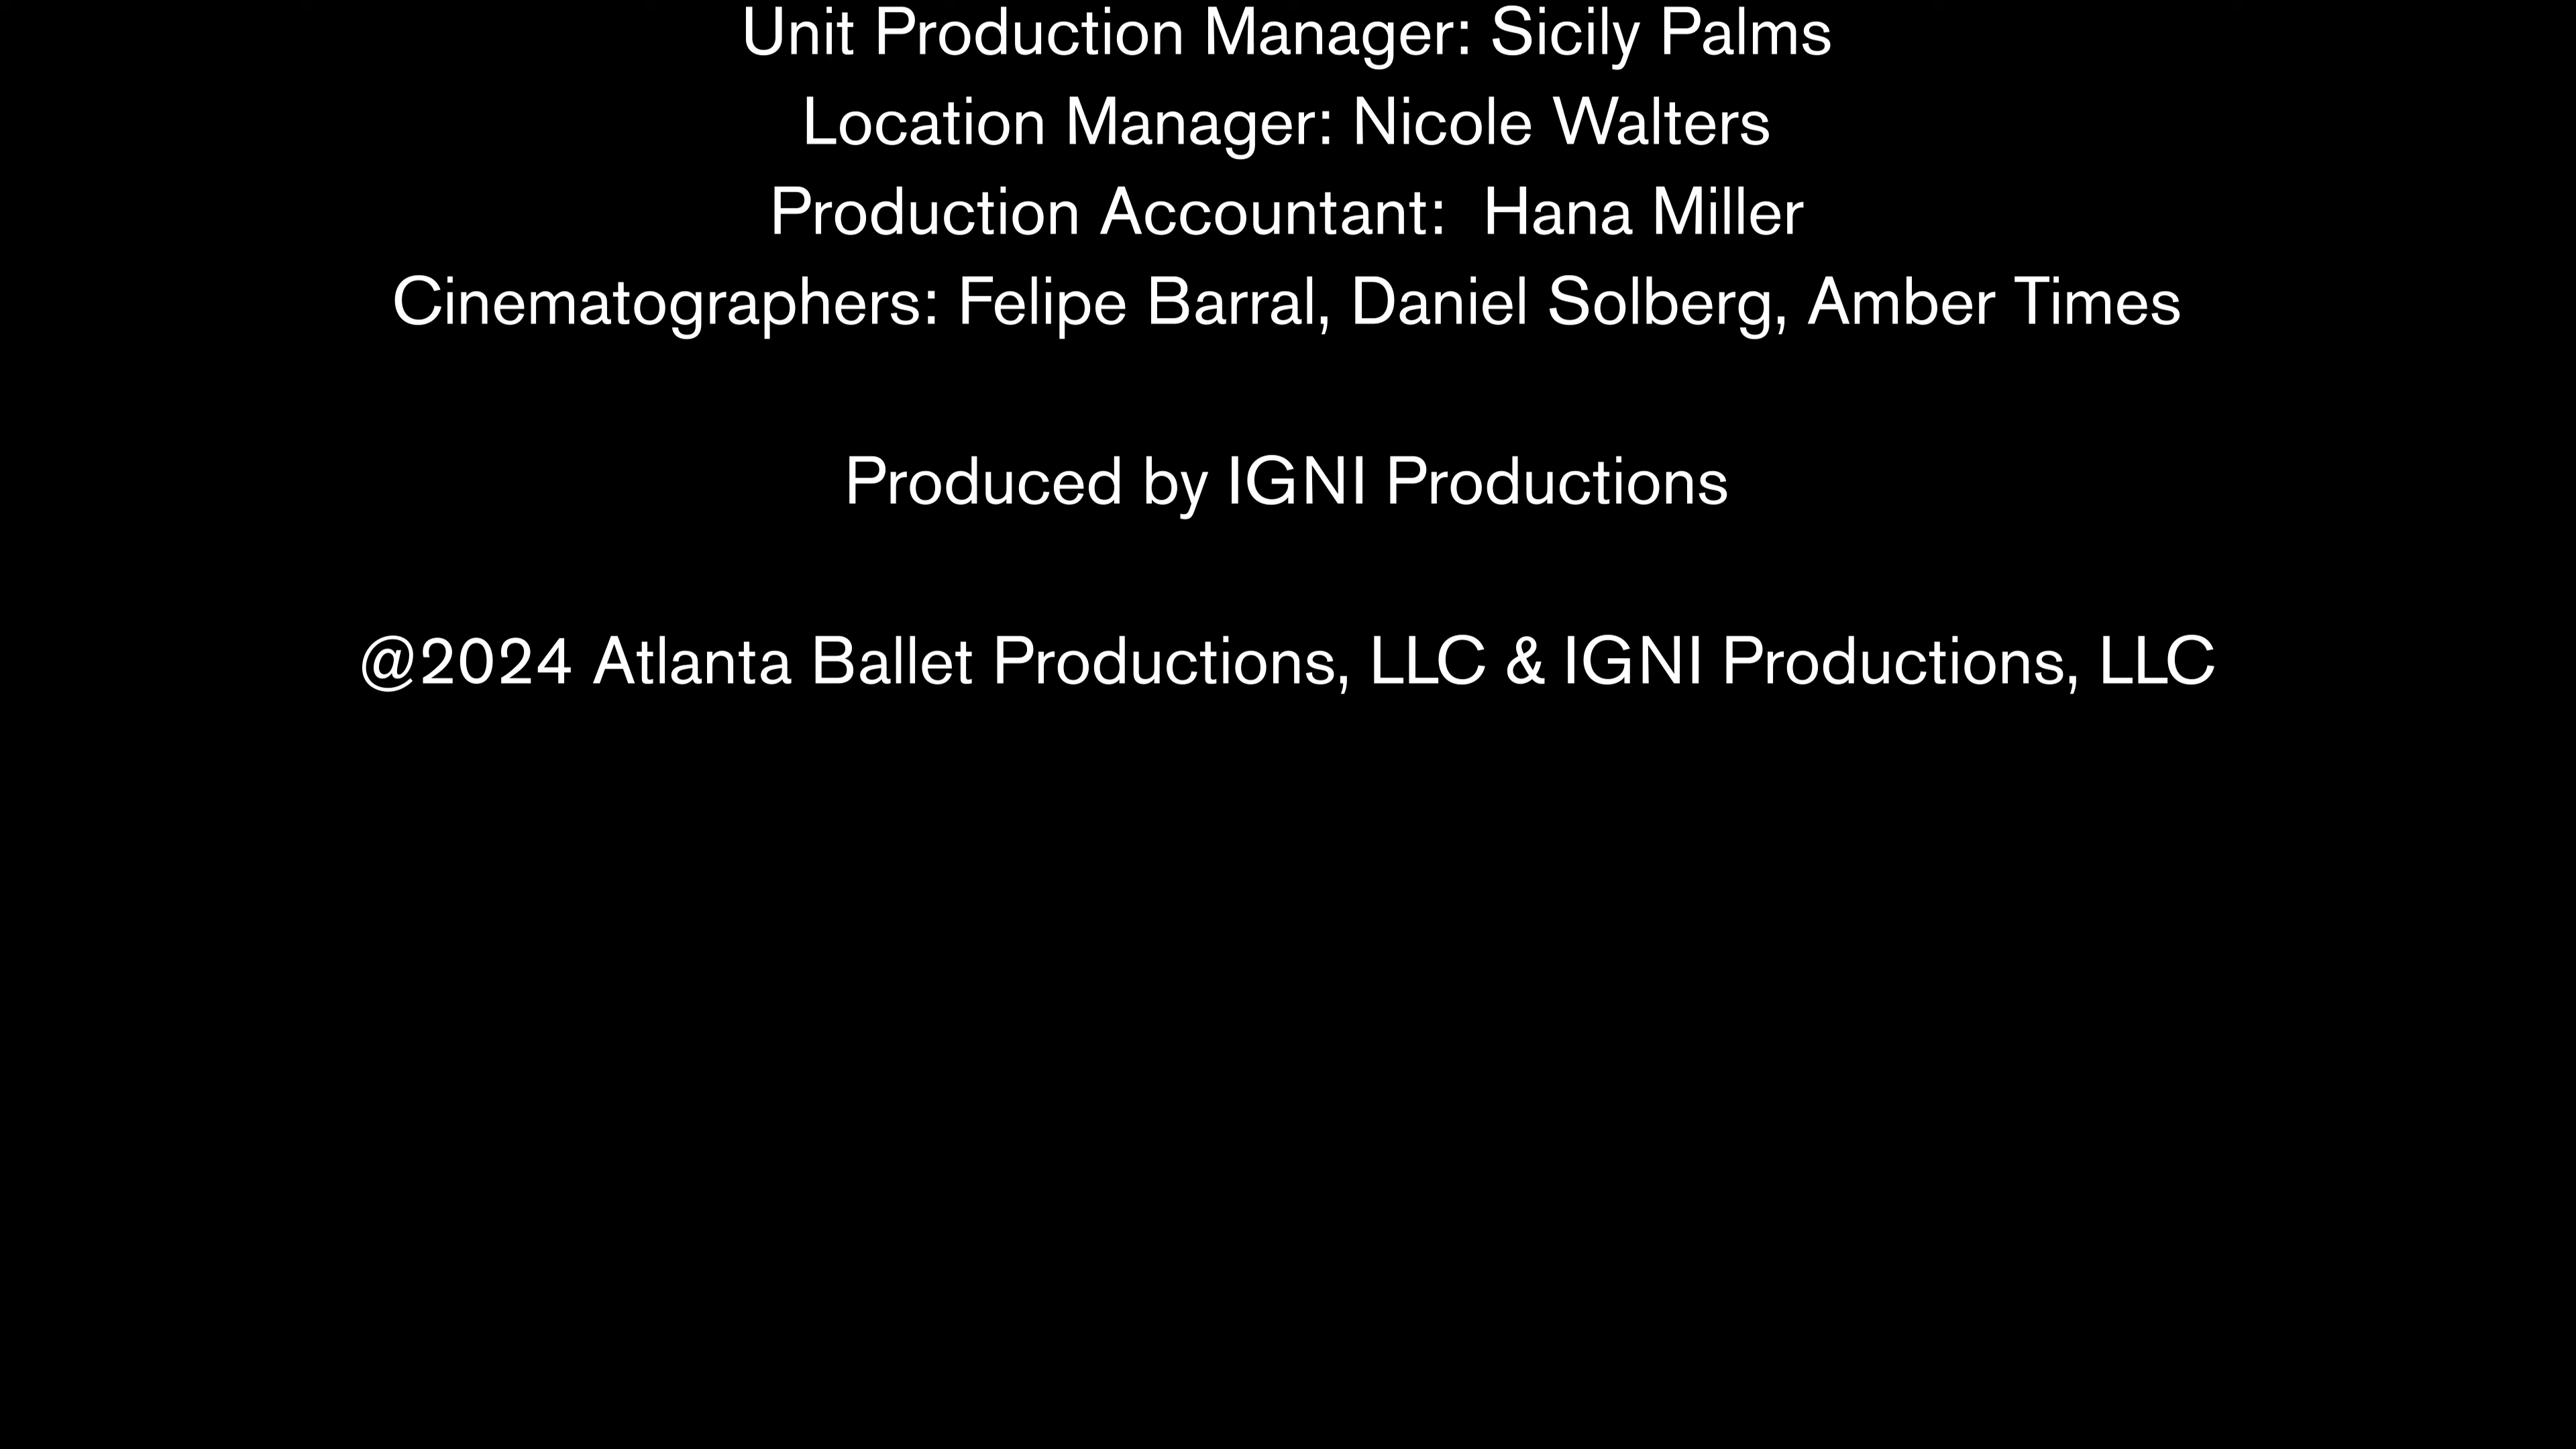 Unit Production Manager: Sicily Palms
Location Manager: Nicole Walters
Production Accountant:  Hana Miller
Cinematographers: Felipe Barral, Daniel Solberg, Amber Times
Produced by IGNI Productions
@2024 Atlanta Ballet Productions, LLC & IGNI Productions, LLC